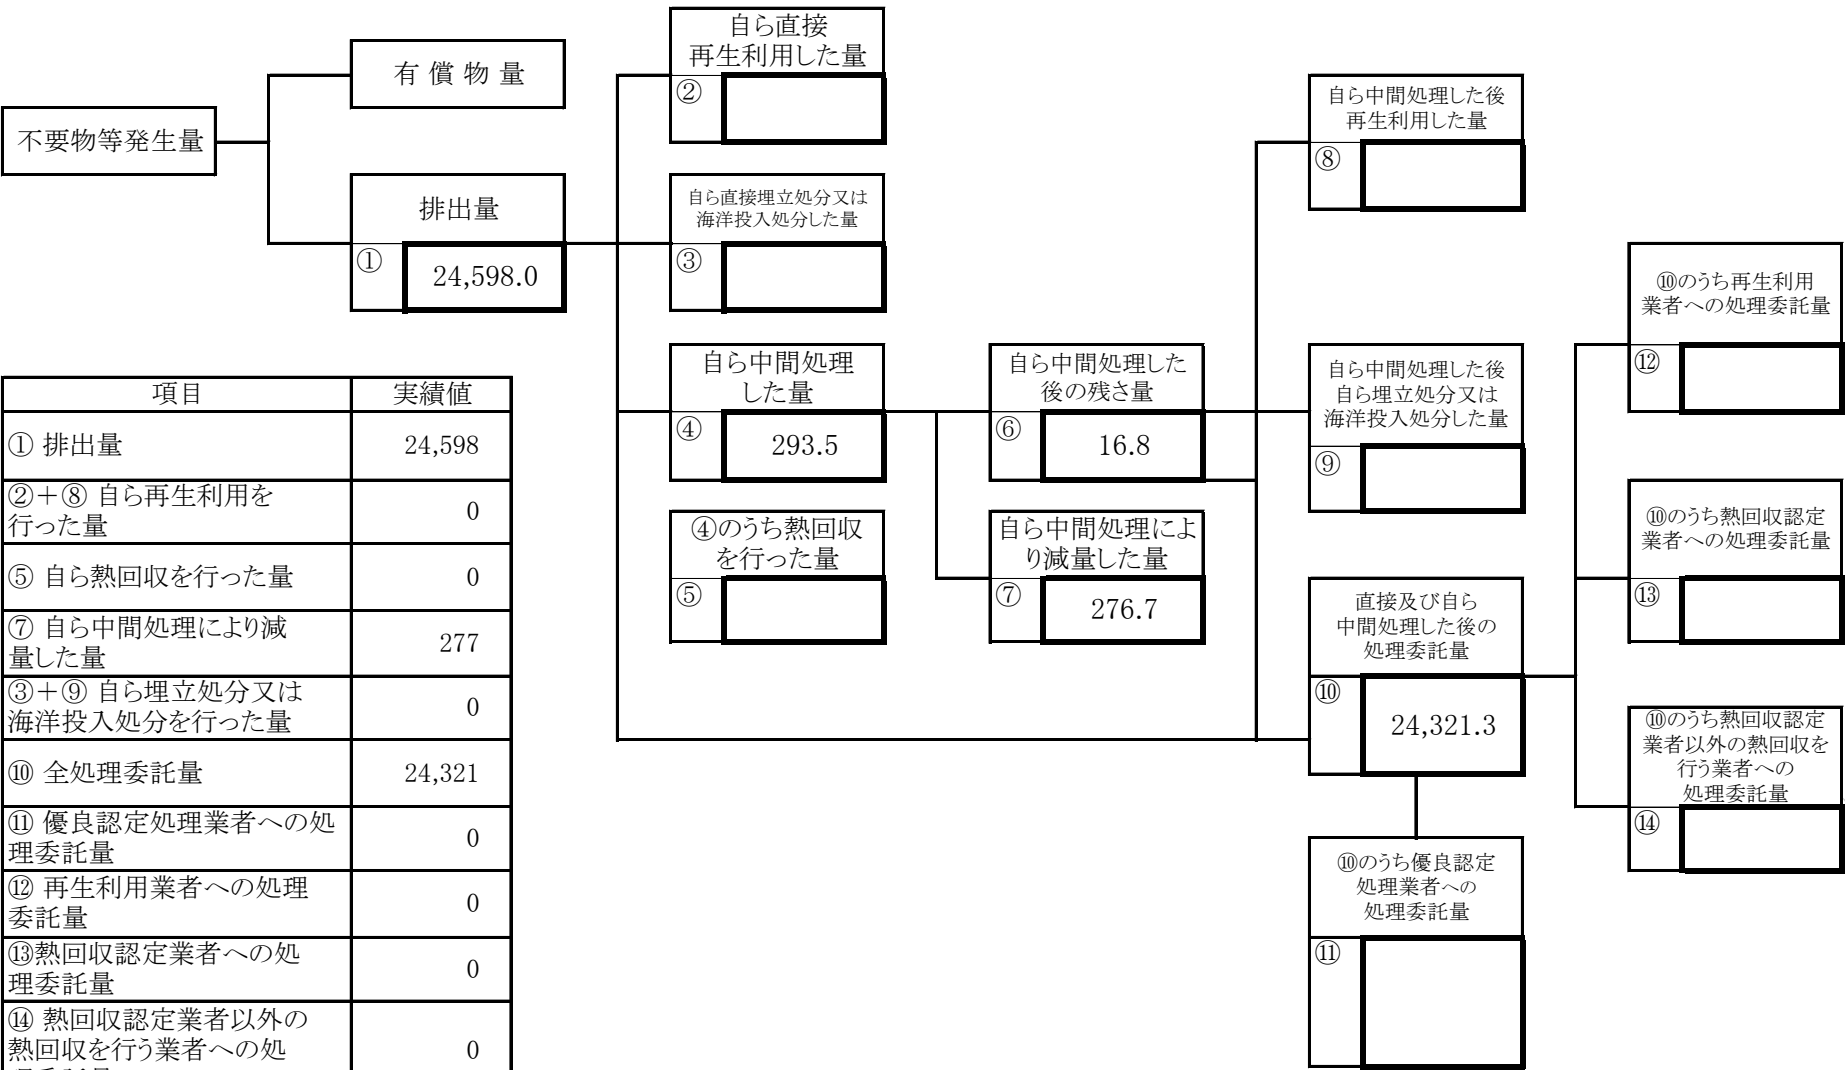 不要物等発生量
有償物量
排出量
①
24,598.0
自ら直接
再生利用した量
②
自ら直接埋立処分又は
海洋投入処分した量
③
自ら中間処理
した量
④
293.5
④のうち熱回収
を行った量
⑤
自ら中間処理した
後の残さ量
⑥
16.8
自ら中間処理によ
り減量した量
⑦
276.7
自ら中間処理した後
再生利用した量
⑧
自ら中間処理した後
自ら埋立処分又は
海洋投入処分した量
⑨
直接及び自ら
中間処理した後の
処理委託量
⑩
24,321.3
⑩のうち優良認定
処理業者への
処理委託量
⑪
⑩のうち再生利用
業者への処理委託量
⑫
⑩のうち熱回収認定
業者への処理委託量
⑬
⑩のうち熱回収認定
業者以外の熱回収を
行う業者への
処理委託量
⑭
項目 実績値
① 排出量 24,598
②+⑧ 自ら再生利用を
行った量 0
⑤ 自ら熱回収を行った量 0
⑦ 自ら中間処理により減
量した量 277
③+⑨ 自ら埋立処分又は
海洋投入処分を行った量 0
⑩ 全処理委託量 24,321
⑪ 優良認定処理業者への処
理委託量 0
⑫ 再生利用業者への処理
委託量 0
⑬熱回収認定業者への処
理委託量 0
⑭ 熱回収認定業者以外の
熱回収を行う業者への処 0